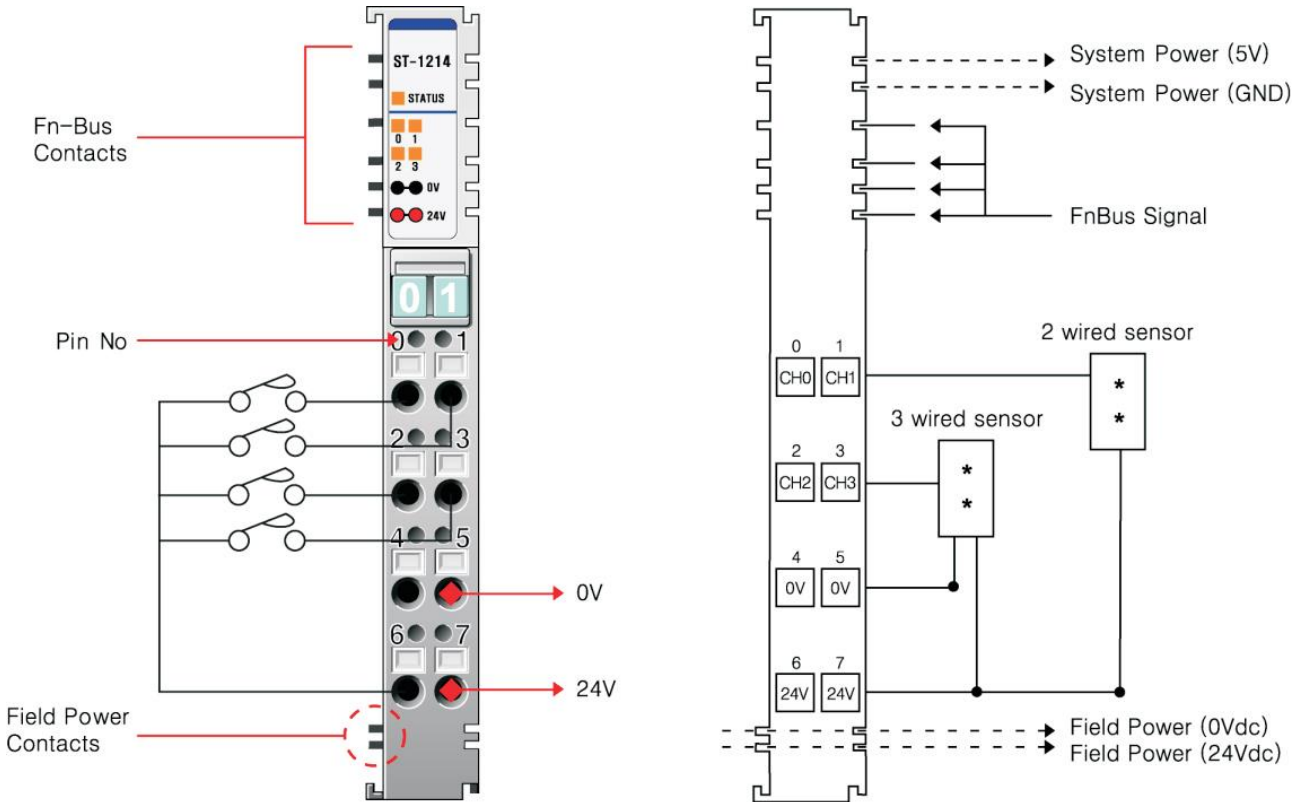 Fn-Bus
Contacts
ST-1214
STATUS
0 1
2 3
0V
24V
01
Pin No
0 1
2 3
4 5
0V
6 7
24V
Field Power
Contacts
System Power (5V)
System Power (GND)
FnBus Signal
2 wired sensor
0 1
CH0 CH1
*
*
3 wired sensor
2 3
CH2 CH3
*
*
4 5
0V 0V
6 7
24V 24V
Field Power (0Vdc)
Field Power (24Vdc)